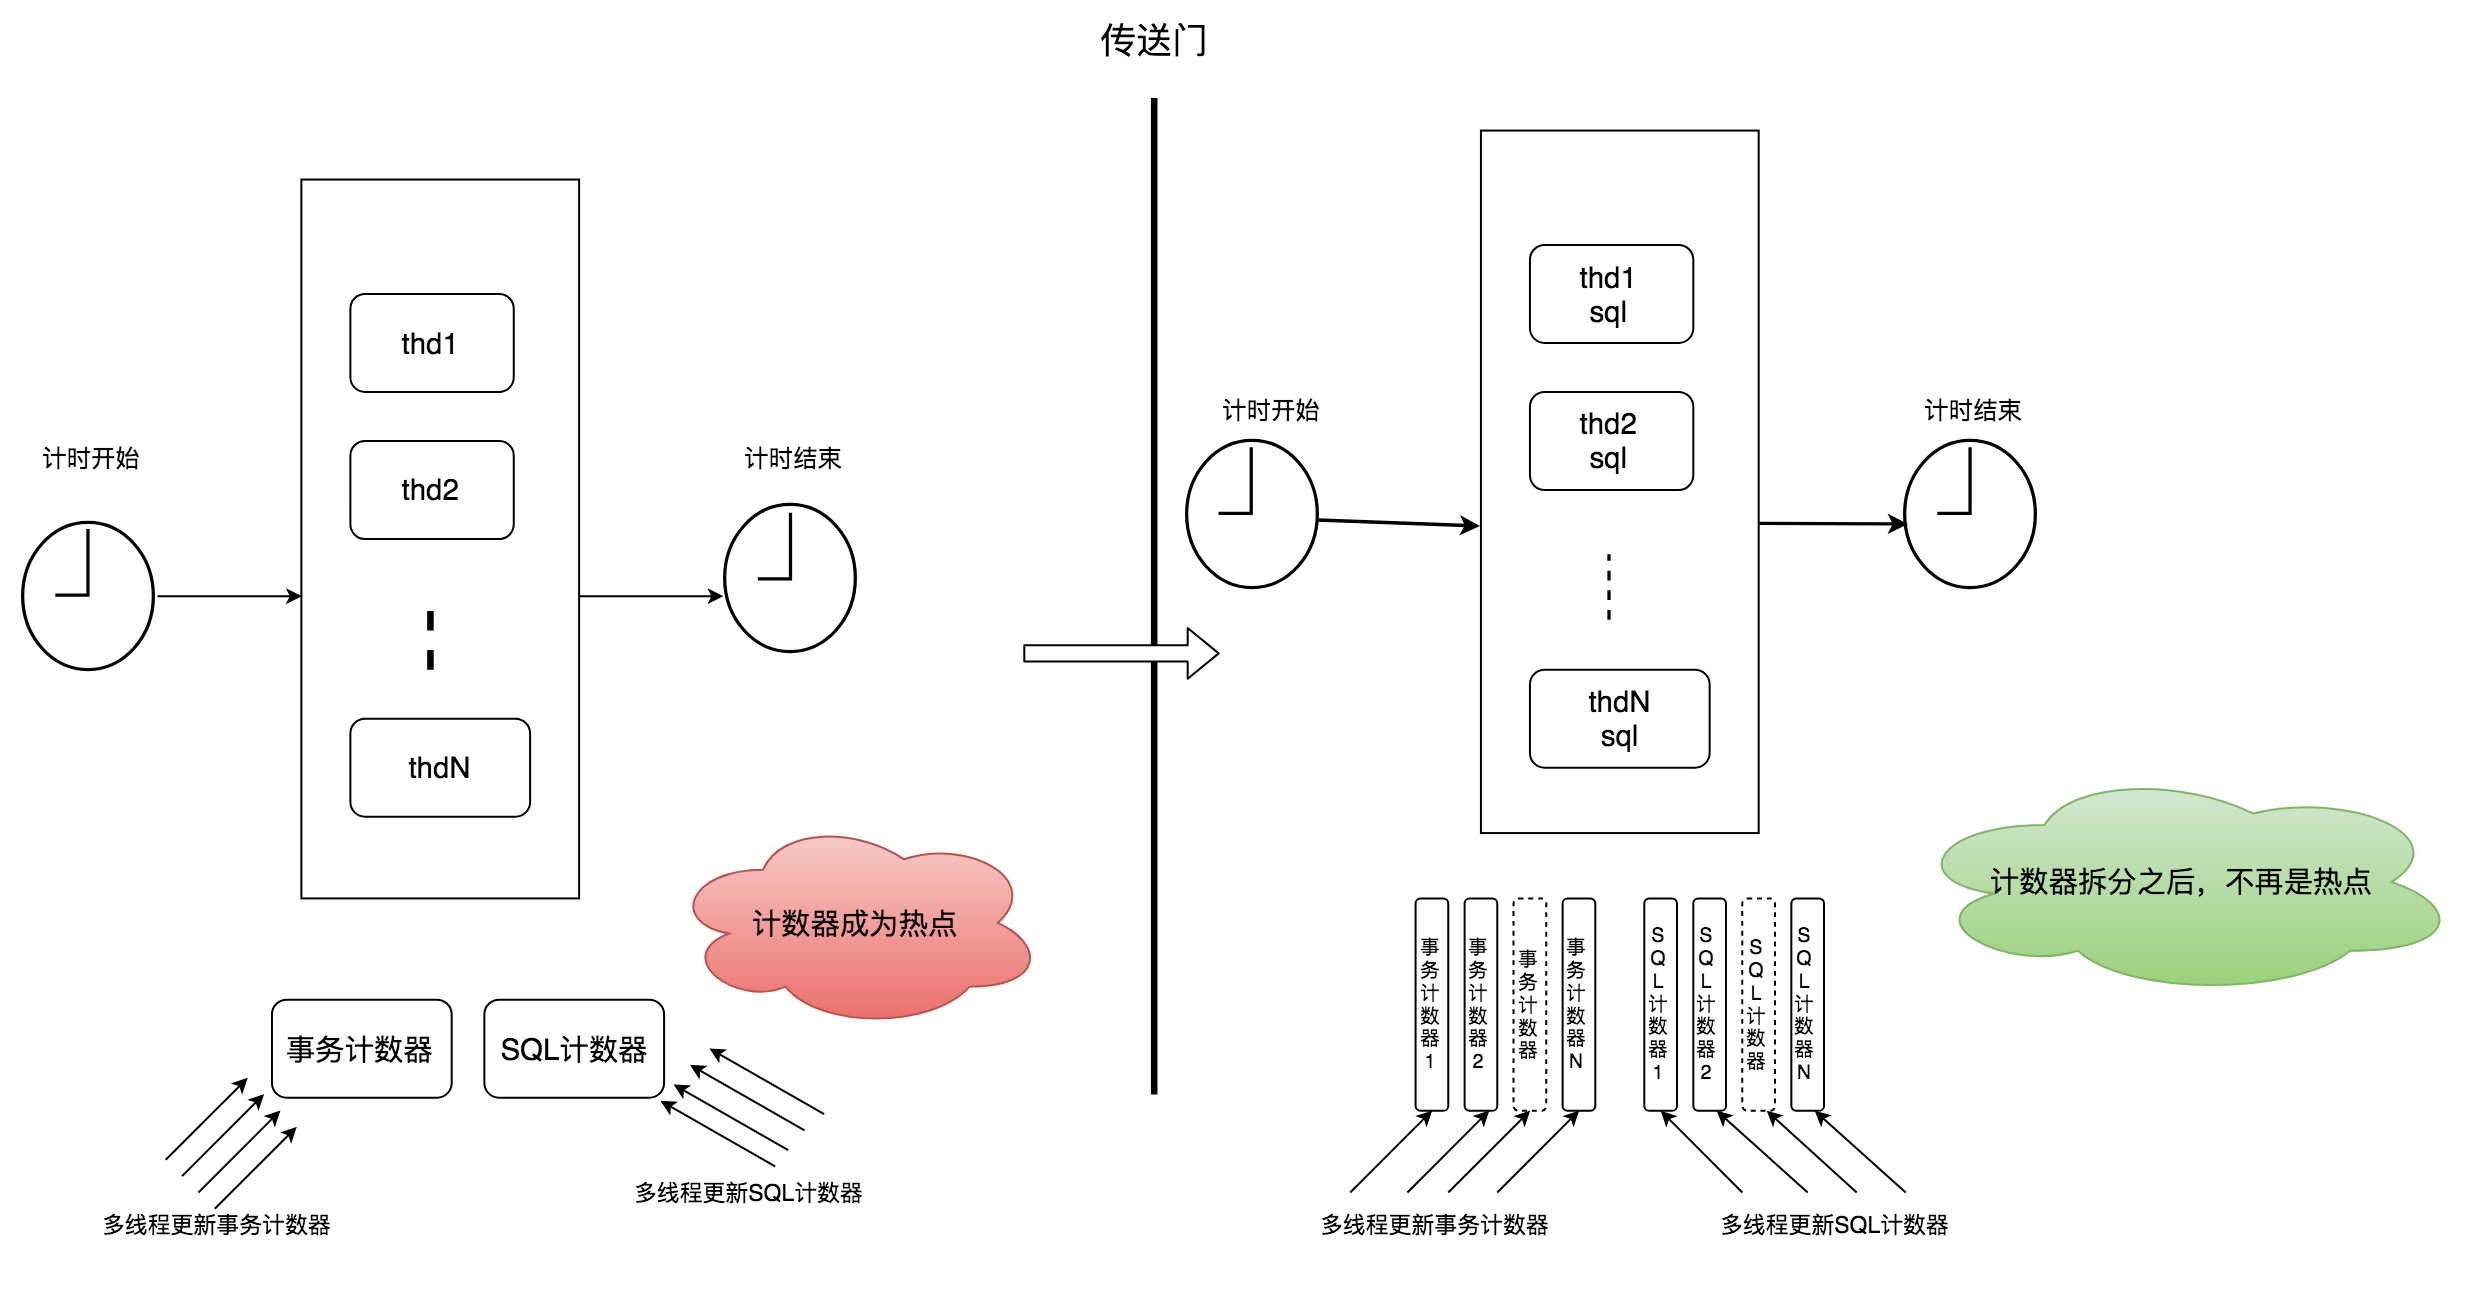 传送门
计时开始
thd1
thd2
thdN
计时结束
计数器成为热点
事务计数器
SQL计数器
多线程更新事务计数器
多线程更新SQL计数器
计时开始
thd1
sql
thd2
sql
thdN
sql
计时结束
计数器拆分之后，不再是热点
事务计数器1
事务计数器2
事务计数器
事务计数器N
SQL计数器1
SQL计数器2
SQL计数器
SQL计数器N
多线程更新事务计数器
多线程更新SQL计数器